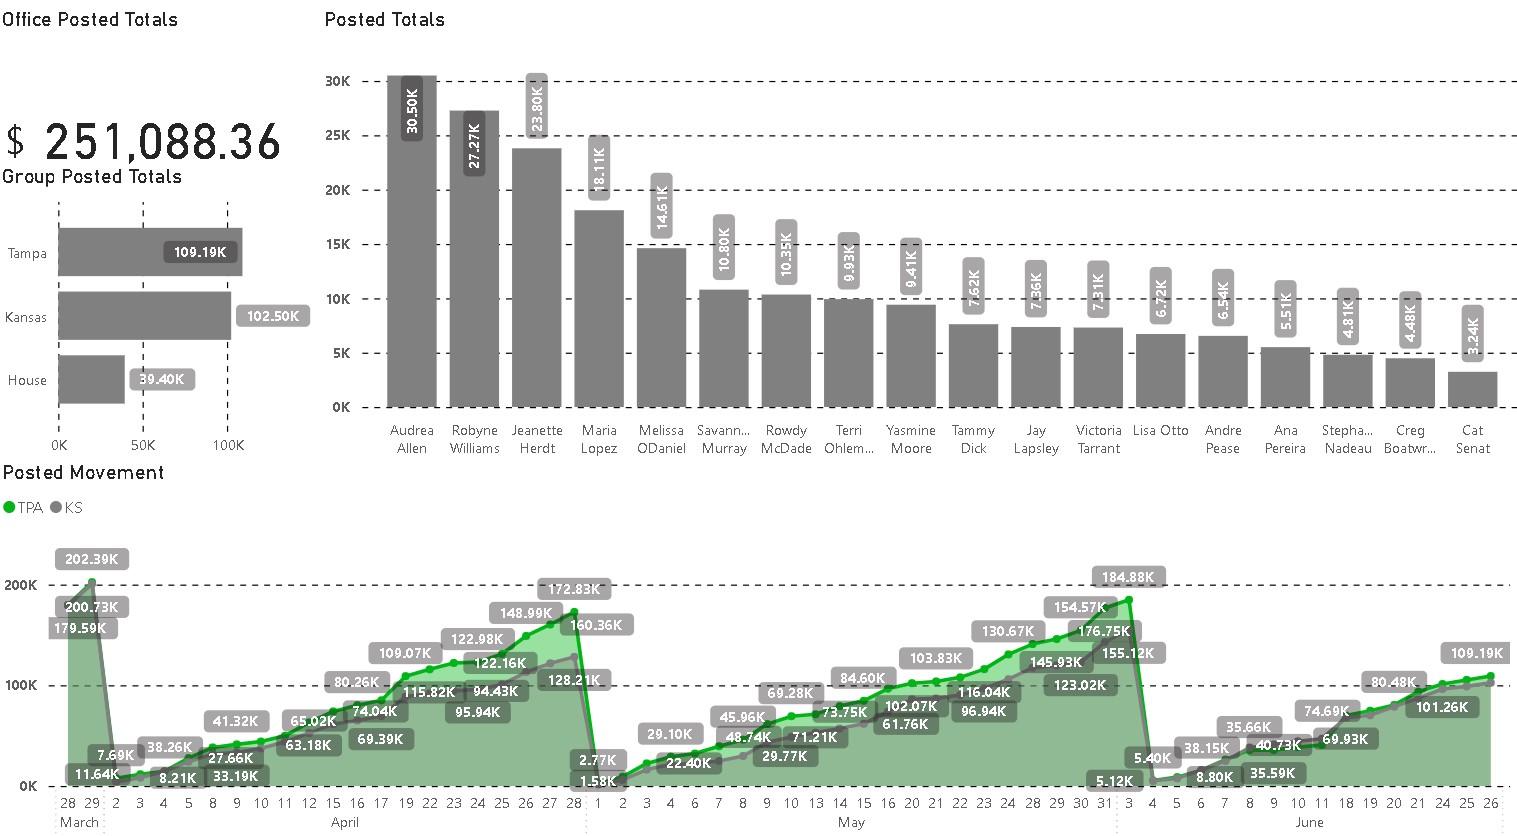 Office Posted Totals
$ 251,088.36
Group Posted Totals
Tampa
109.19K
Kansas
102.50K
House
39.40K
0K 50K 100K
Posted Totals
30K
25K
20K
15K
10K
5K
0K
30.50K 27.27K 23.80K 18.11K 14.61K 10.80K 10.35K 9.93K 9.41K 7.62K 7.36K 7.31K 6.72K 6.54K 5.51K 4.81K 4.48K 3.24K
Audrea Robyne Jeanette Maria Melissa Savann... Rowdy Terri Yasmine Tammy Jay Victoria Lisa Otto Andre Ana Stepha... Creg Cat
Allen Williams Herdt Lopez ODaniel Murray McDade Ohlem... Moore Dick Lapsley Tarrant Pease Pereira Nadeau Boatwr... Senat
Posted Movement
TPA KS
200K
100K
0K
202.39K
200.73K
179.59K
7.69K
11.64K
38.26K
8.21K
41.32K
27.66K
33.19K
65.02K
63.18K
80.26K
74.04K
69.39K
109.07K
115.82K
122.98K
122.16K
94.43K
95.94K
148.99K
172.83K
160.36K
128.21K
2.77K
1.58K
29.10K
22.40K
45.96K
48.74K
69.28K
29.77K
71.21K
73.75K
84.60K
61.76K
102.07K
103.83K
116.04K
96.94K
130.67K
145.93K
154.57K
123.02K
176.75K
184.88K
155.12K
5.12K
5.40K
38.15K
8.80K
35.66K
40.73K
35.59K
74.69K
69.93K
80.48K
101.26K
109.19K
28 29 2 3 4 5 8 9 10 11 12 15 16 17 19 22 23 24 25 26 27 28 1 2 3 6 7 8 9 10 13 14 15 16 20 21 22 23 24 28 29 30 31 3 4 5 6 7 8 9 10 11 18 19 20 21 24 25 26
March April May June